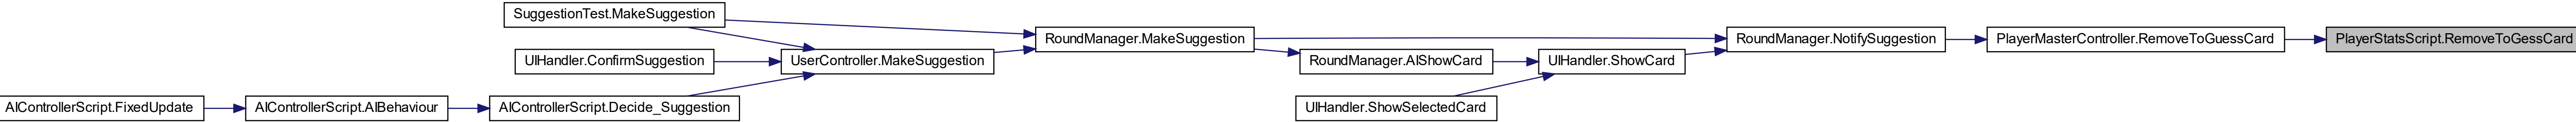 SuggestionTest.MakeSuggestion
RoundManager.MakeSuggestion
RoundManager.NotifySuggestion
PlayerMasterController.RemoveToGuessCard
PlayerStatsScript.RemoveToGessCard
UIHandler.ConfirmSuggestion
UserController.MakeSuggestion
RoundManager.AIShowCard
UIHandler.ShowCard
AIControllerScript.FixedUpdate
AIControllerScript.AIBehaviour
AIControllerScript.Decide_Suggestion
UIHandler.ShowSelectedCard